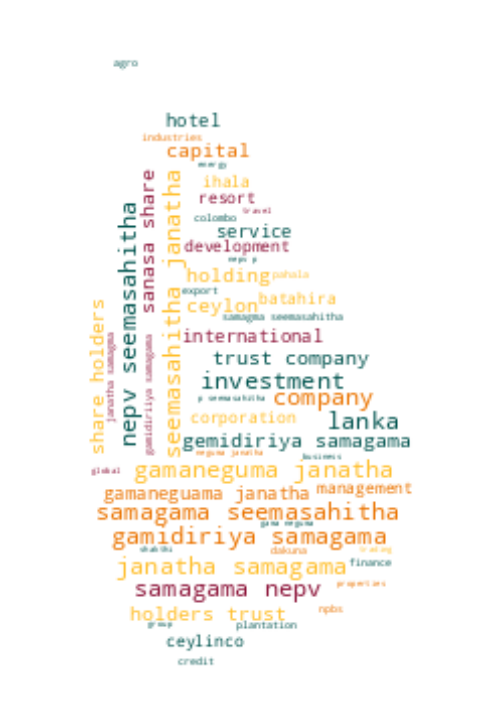 agro
hotel
industries
capital
energy
ihala
resort
travel
colombo
service
development
nepv p
holding pahala
export
ceylon batahira
samagma seemasahitha
international
trust company
investment
p seemasahitha company
corporation lanka
gemidiriya samagama
neguma janatha
business
share holders
janatha samagma
nepv seemasahitha
sanasa share
gamidiriya samagama
seemasahitha janatha
global
gamaneguma janatha
gamaneguama janatha management
samagama seemasahitha
gama neguma
gamidiriya samagama
shakthi
dakuna
trading
janatha samagama finance
samagama nepv properties
holders trust npbs
group
plantation
ceylinco
credit